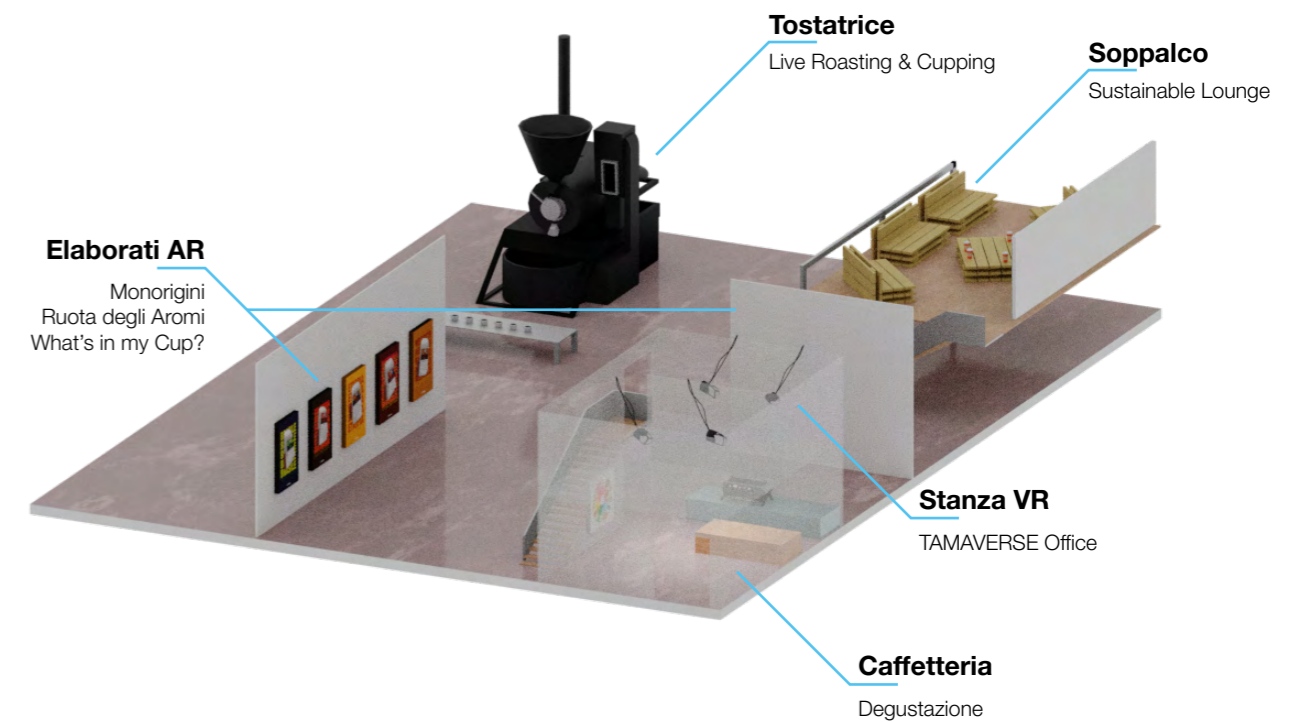 Tostatrice
Live Roasting & Cupping
Soppalco
Sustainable Lounge
Elaborati AR
Monorigini
Ruota degli Aromi
What's in my Cup?
Stanza VR
TAMAVERSE Office
Caffetteria
Degustazione